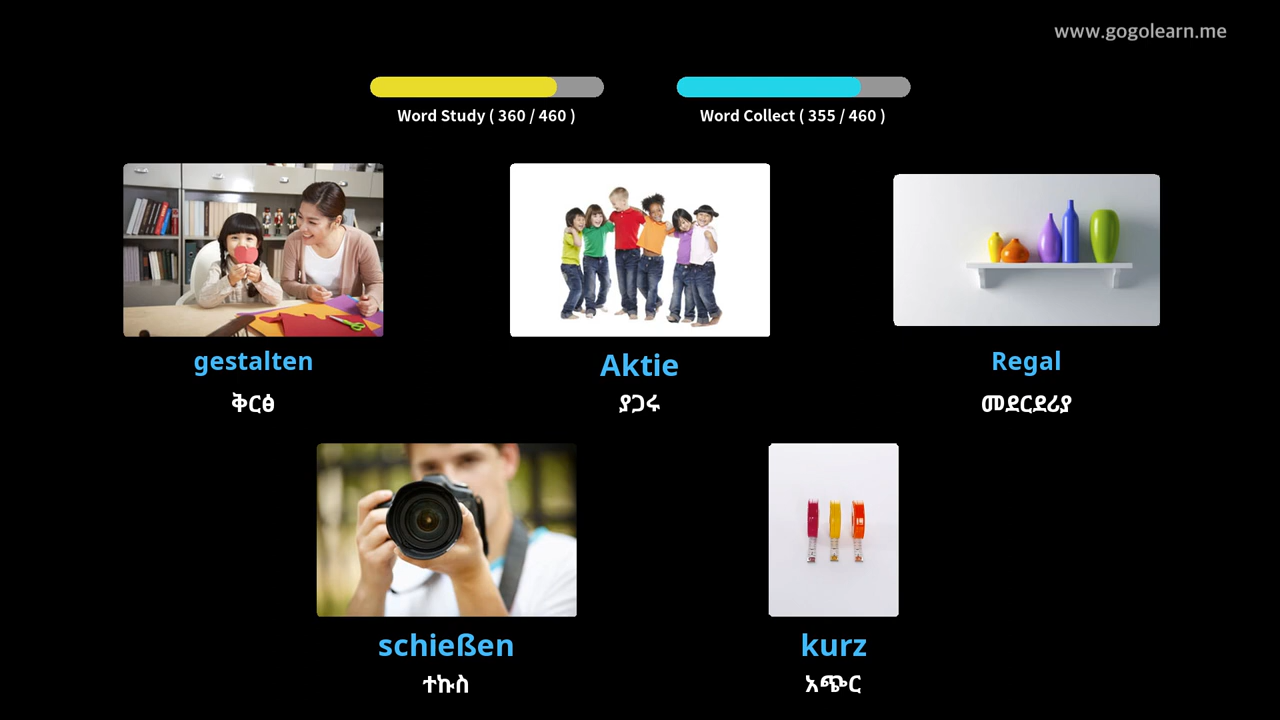 www.gogolearn.me
Word Study ( 360 / 460 )
Word Collect ( 355 / 460 )
gestalten
ቅርፅ
Aktie
ያጋሩ
Regal
መደርደሪያ
schießen
ተኩስ
kurz
አጭር